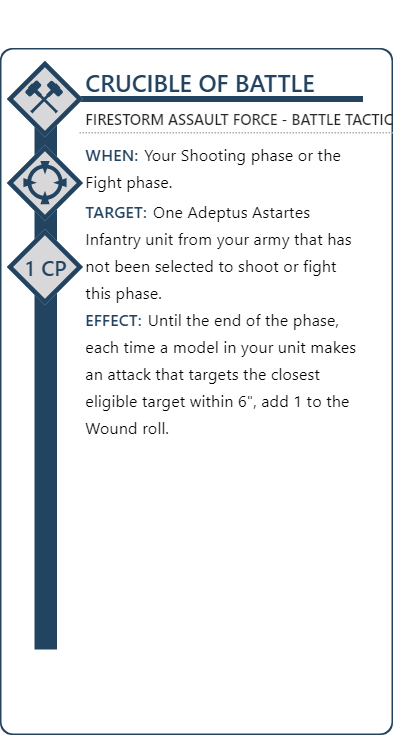 CRUCIBLE OF BATTLE
FIRESTORM ASSAULT FORCE - BATTLE TACTIC
WHEN: Your Shooting phase or the
Fight phase.
TARGET: One Adeptus Astartes
Infantry unit from your army that has
1 CP
not been selected to shoot or fight
this phase.
EFFECT: Until the end of the phase,
each time a model in your unit makes
an attack that targets the closest
eligible target within 6", add 1 to the
Wound roll.